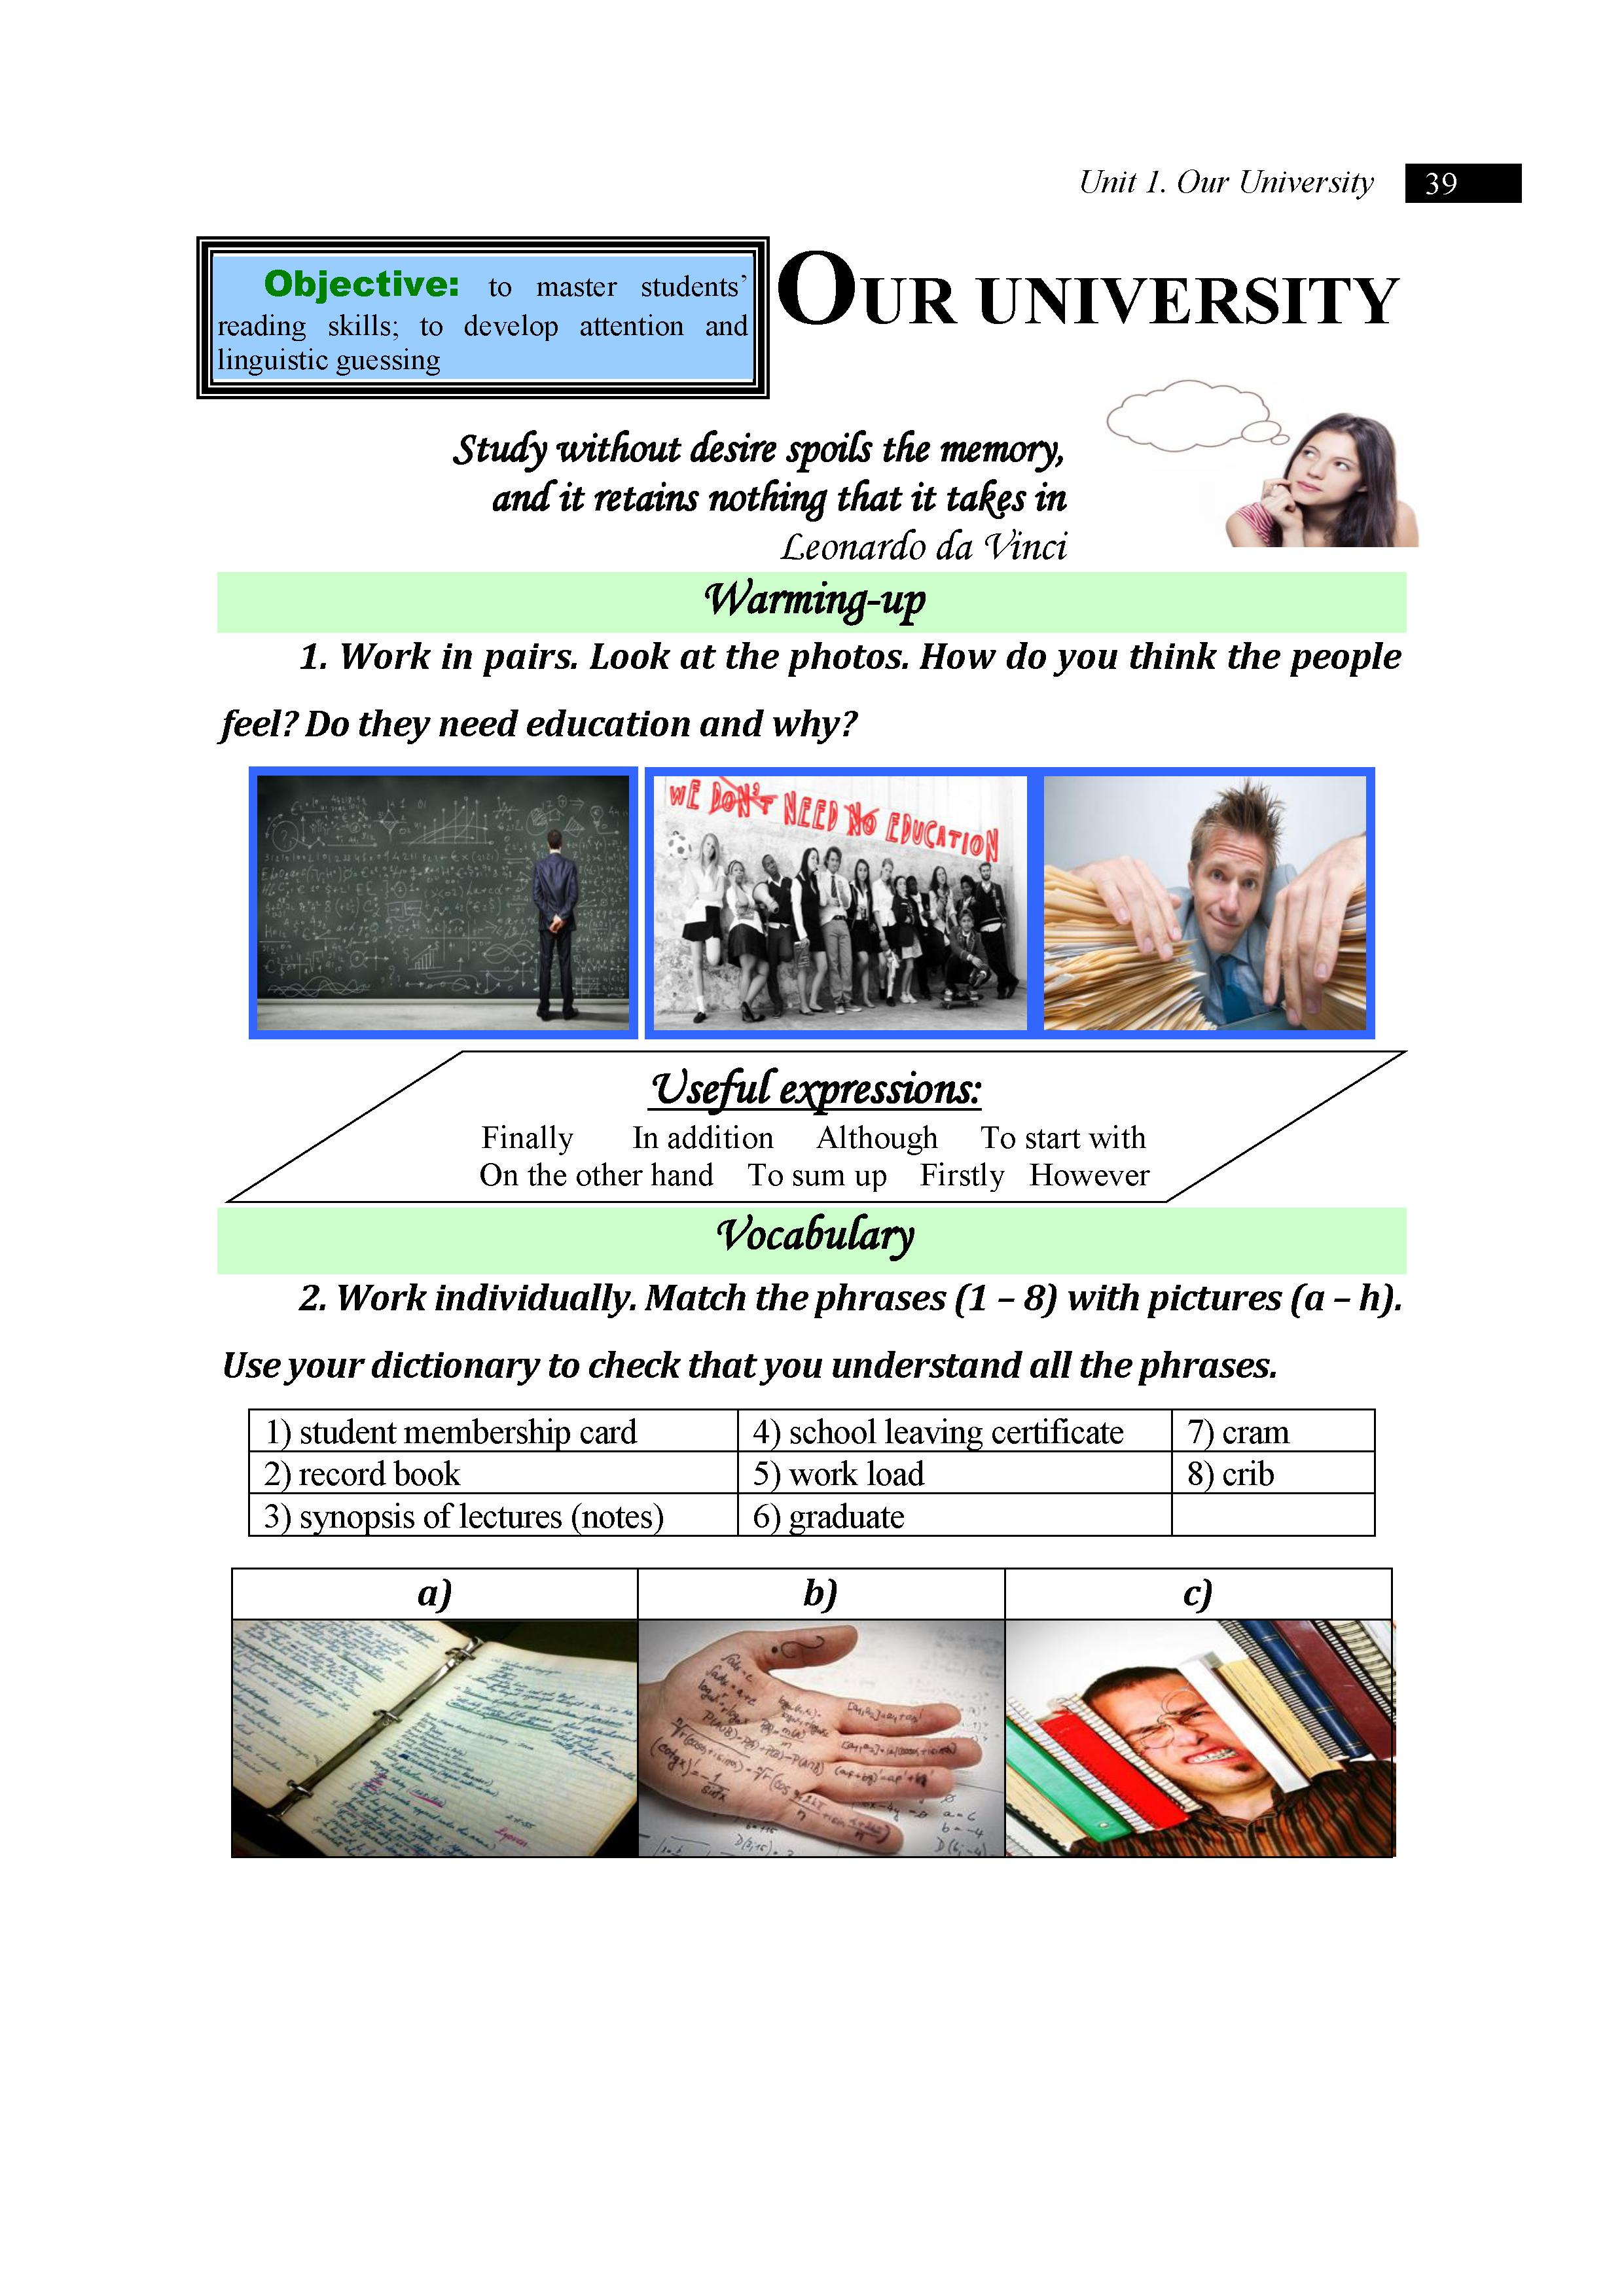 Unit 1. Our University 39
Objective: to master students’
reading skills; to develop attention and
linguistic guessing
OUR UNIVERSITY
Study without desire spoils the memory,
and it retains nothing that it takes in
Leonardo da Vinci
Warming-up
1. Work in pairs. Look at the photos. How do you think the people
feel? Do they need education and why?
WE DON'T NEED NO EDUCATION
Useful expressions:
Finally In addition Although To start with
On the other hand To sum up Firstly However
Vocabulary
2. Work individually. Match the phrases (1 – 8) with pictures (a – h).
Use your dictionary to check that you understand all the phrases.
1) student membership card 4) school leaving certificate 7) cram
2) record book 5) work load 8) crib
3) synopsis of lectures (notes) 6) graduate
a) b) c)